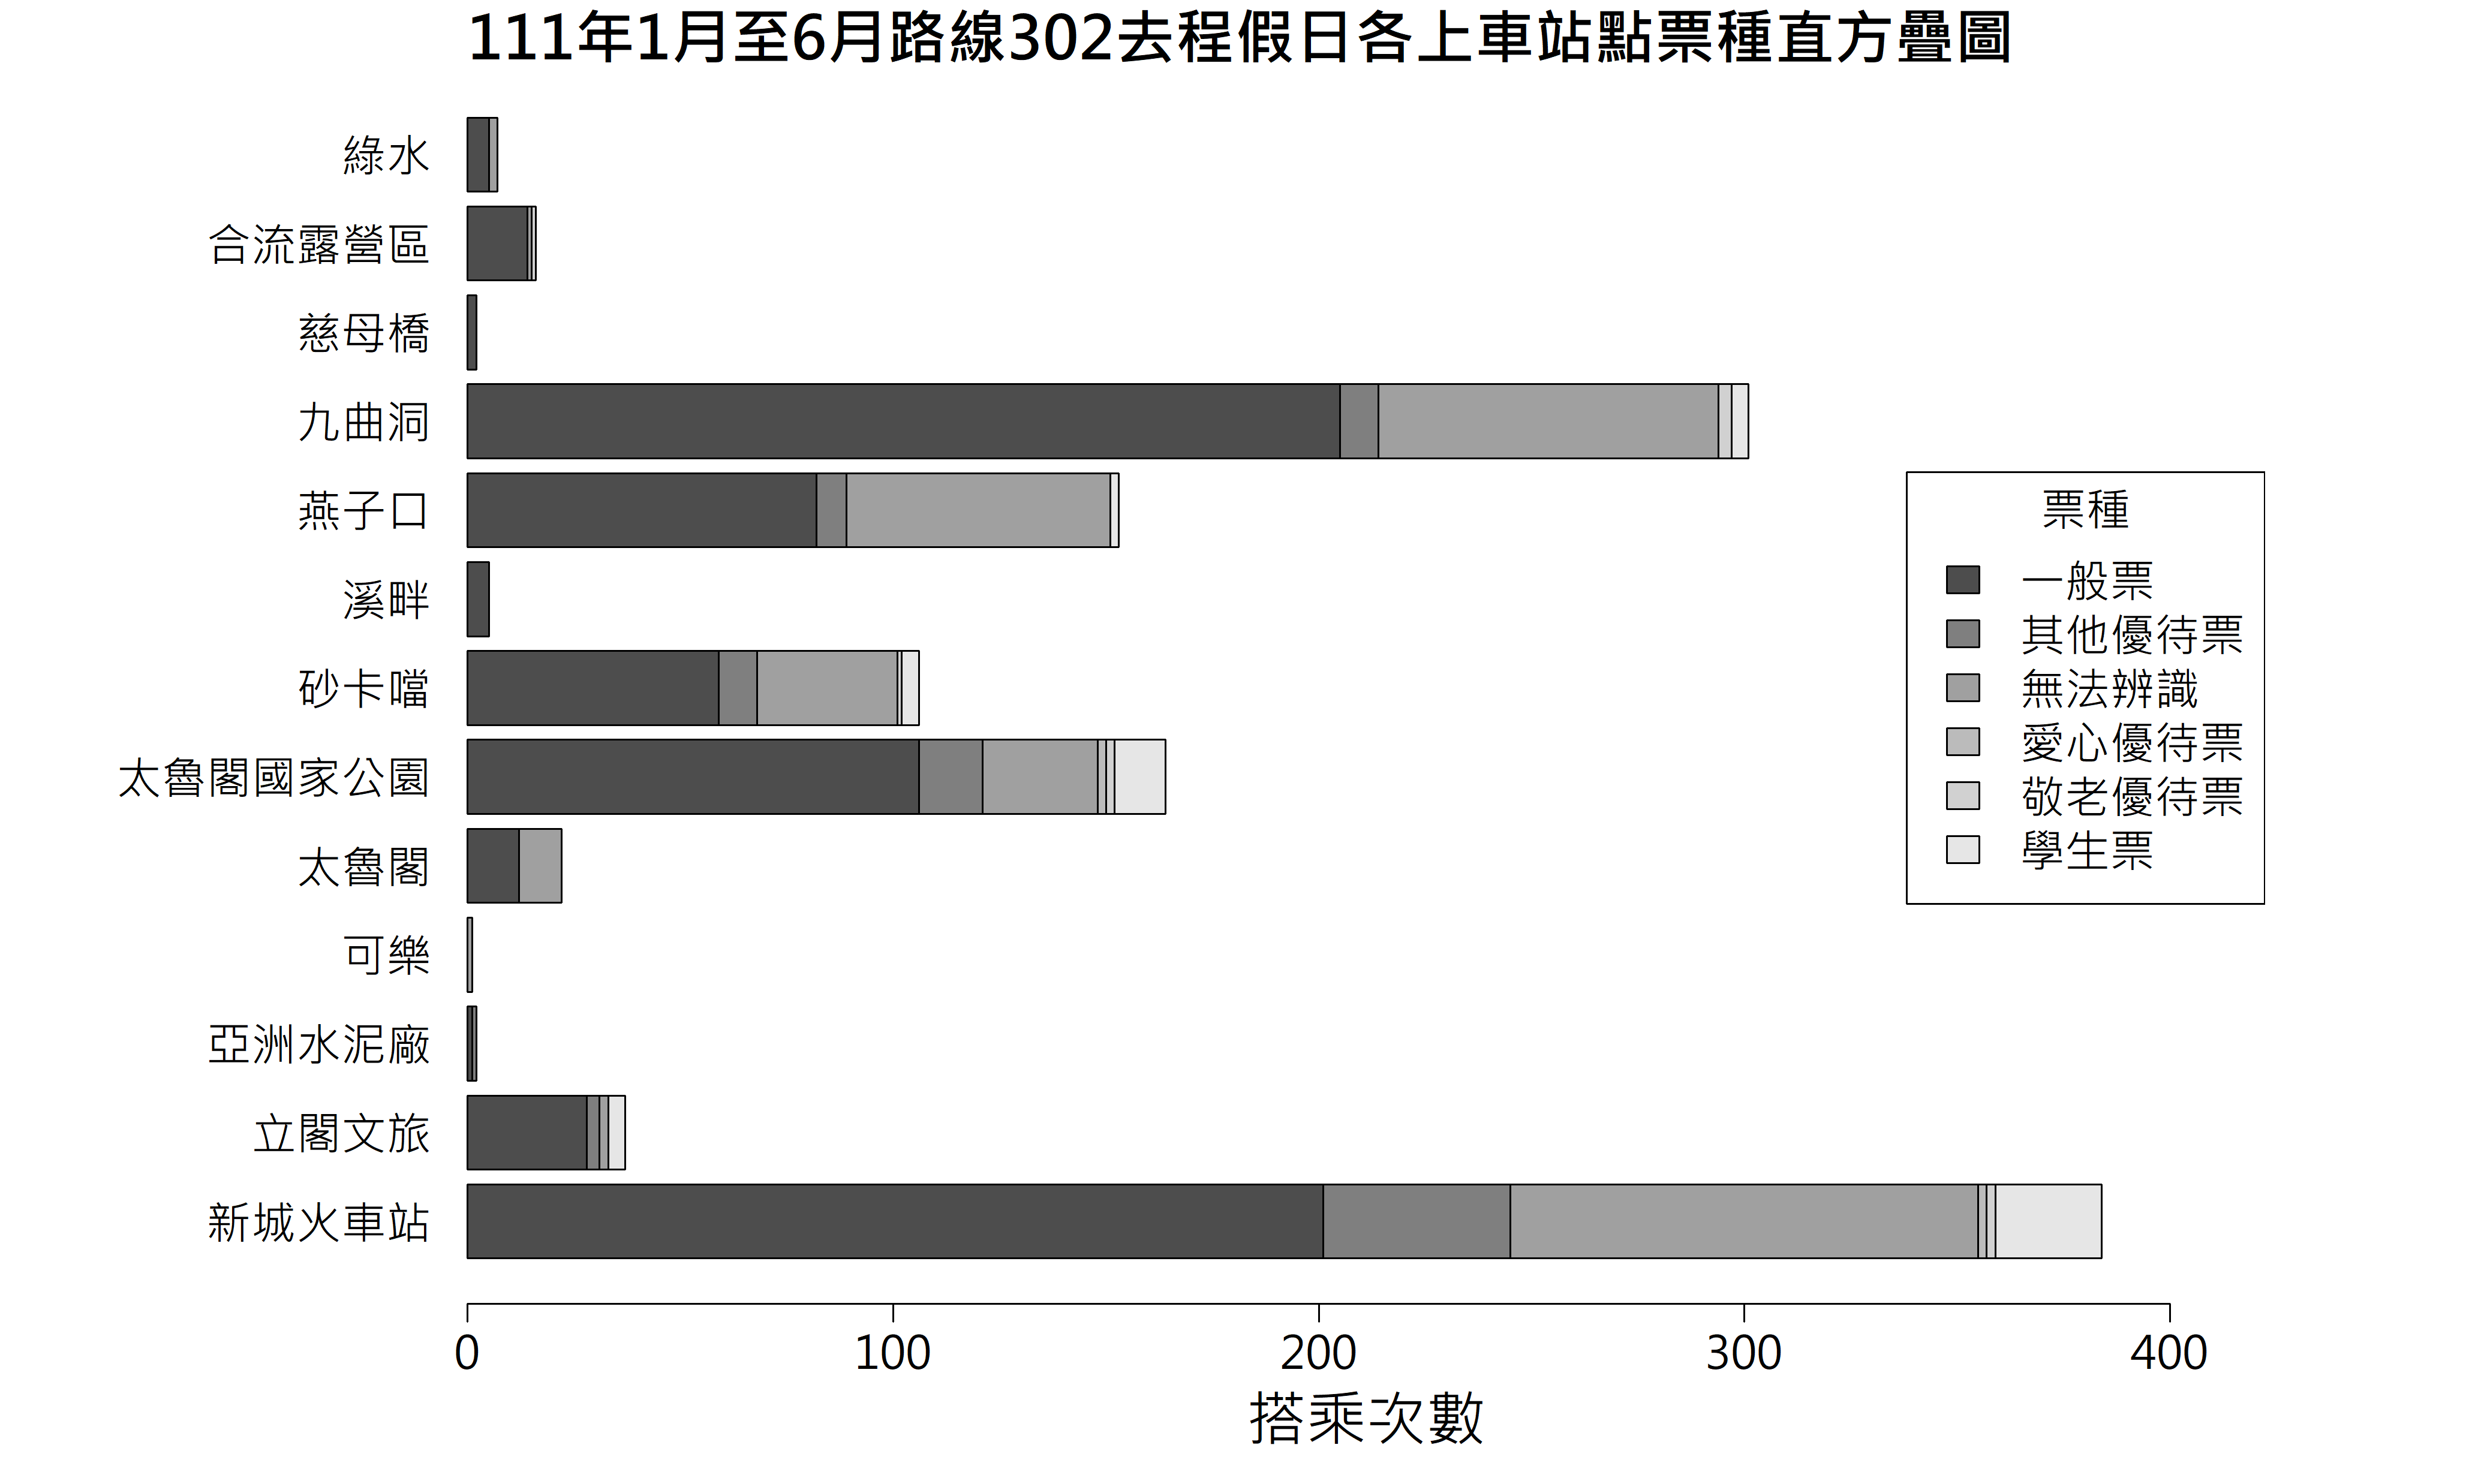 111年1月至6月路線302去程假日各上車站點票種直方疊圖
綠水
合流露營區
慈母橋
九曲洞
燕子口
溪畔
砂卡噹
太魯閣國家公園
太魯閣
可樂
亞洲水泥廠
立閣文旅
新城火車站
票種
一般票
其他優待票
無法辨識
愛心優待票
敬老優待票
學生票
0 100 200 300 400
搭乘次數